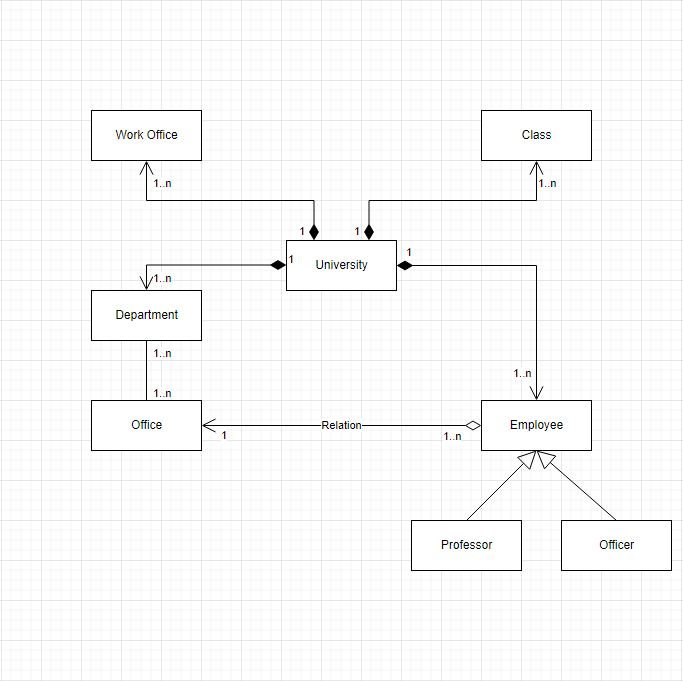 Work Office
Class
1..n
1..n
1
1
1
University
1
1..n
Department
1..n
1..n
1..n
Office
Relation
Employee
1
1..n
Professor
Officer